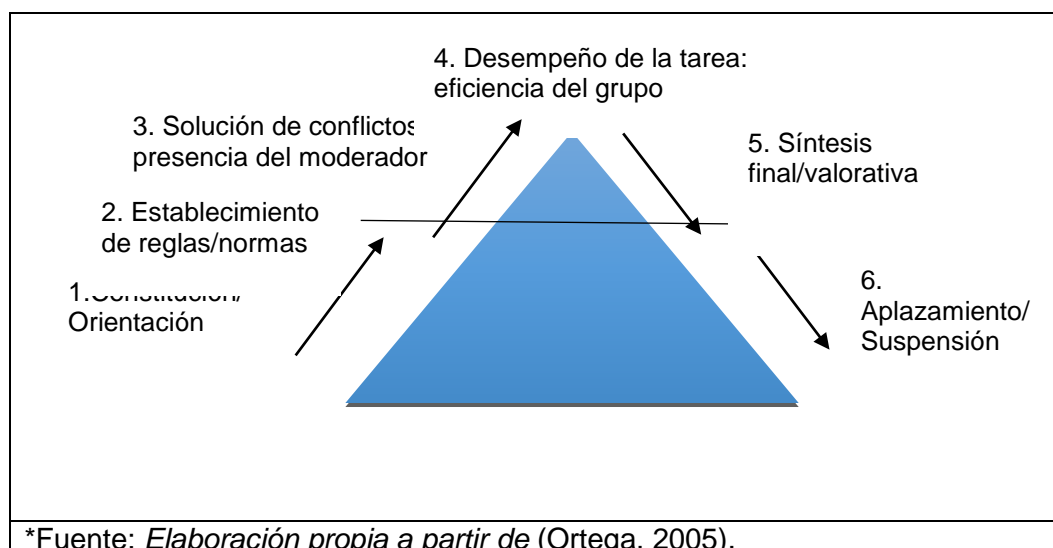 4. Desempeño de la tarea:
eficiencia del grupo
3. Solución de conflictos
presencia del moderador
5. Síntesis
final/valorativa
2. Establecimiento
de reglas/normas
1.Constitución/
Orientación
6.
Aplazamiento/
Suspensión
*Fuente: Elaboración propia a partir de (Ortega, 2005).